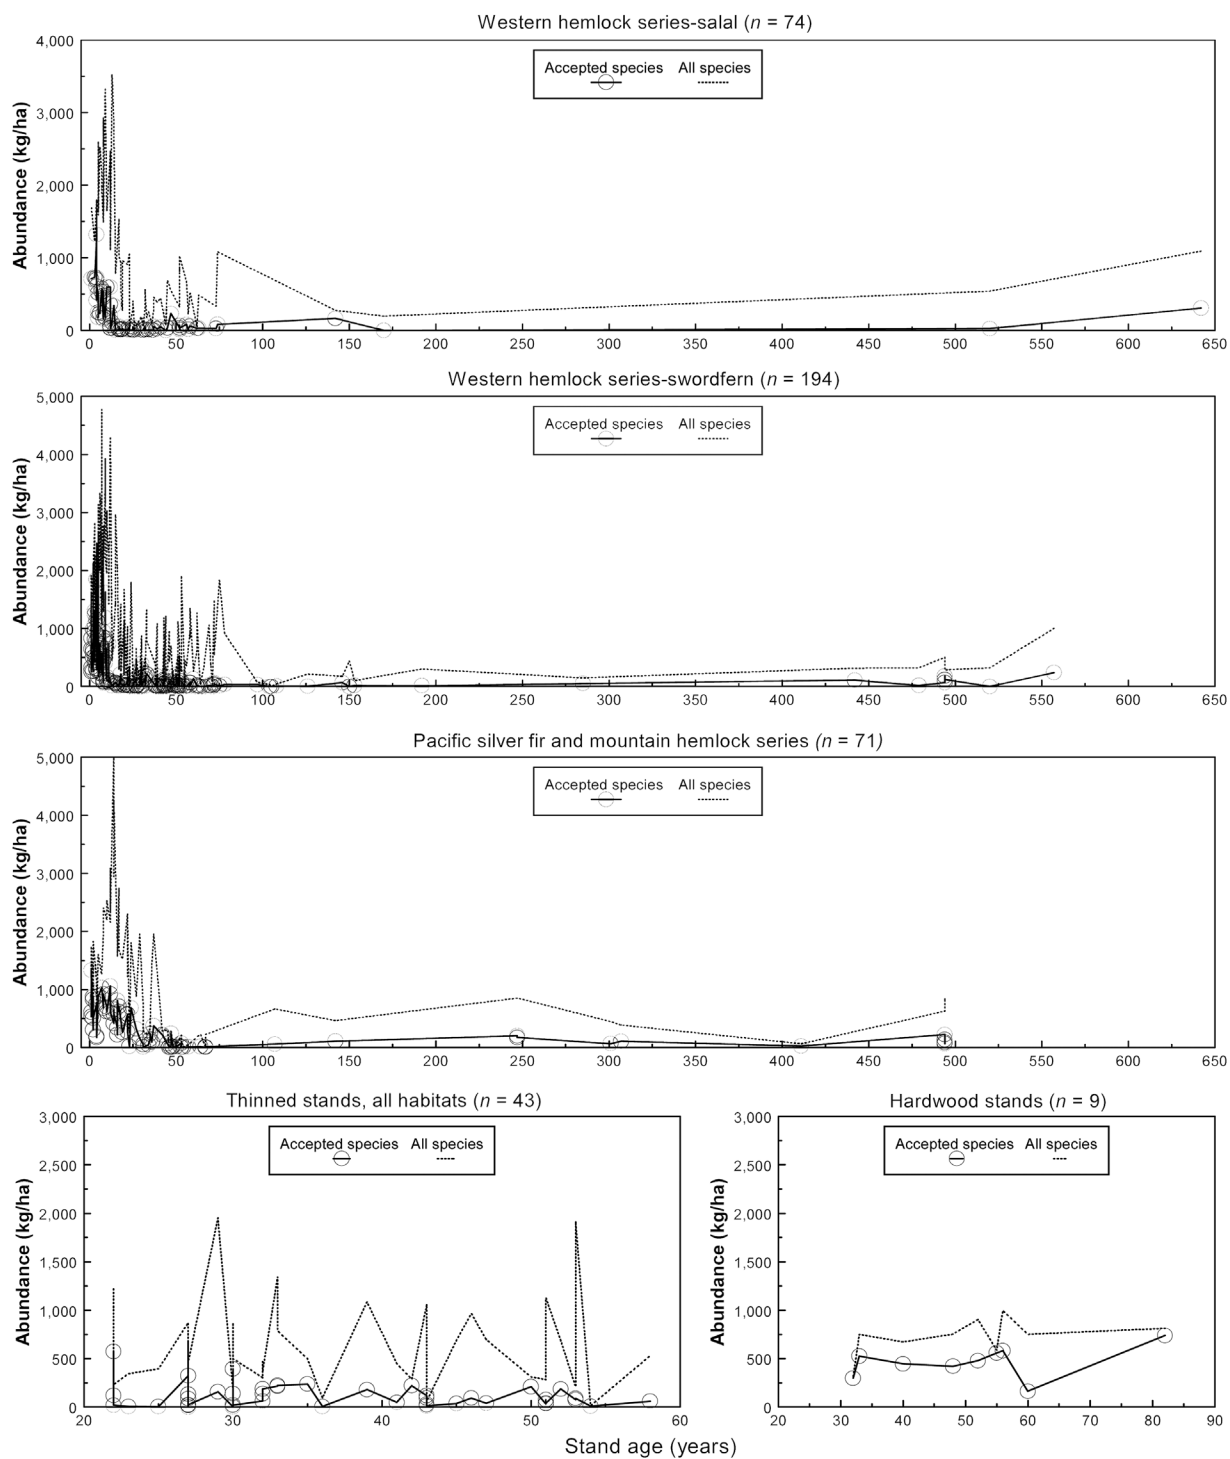 Western hemlock series-salal (n = 74)
Accepted species All species
Abundance (kg/ha)
4,000
3,000
2,000
1,000
0
0 50 100 150 200 250 300 350 400 450 500 550 600 650
Western hemlock series-swordfern (n = 194)
Accepted species All species
Abundance (kg/ha)
5,000
4,000
3,000
2,000
1,000
0
0 50 100 150 200 250 300 350 400 450 500 550 600 650
Pacific silver fir and mountain hemlock series (n = 71)
Accepted species All species
Abundance (kg/ha)
5,000
4,000
3,000
2,000
1,000
0
0 50 100 150 200 250 300 350 400 450 500 550 600 650
Thinned stands, all habitats (n = 43)
Accepted species All species
Abundance (kg/ha)
3,000
2,500
2,000
1,500
1,000
500
0
20 30 40 50 60
Hardwood stands (n = 9)
Accepted species All species
Abundance (kg/ha)
3,000
2,500
2,000
1,500
1,000
500
0
20 30 40 50 60 70 80 90
Stand age (years)